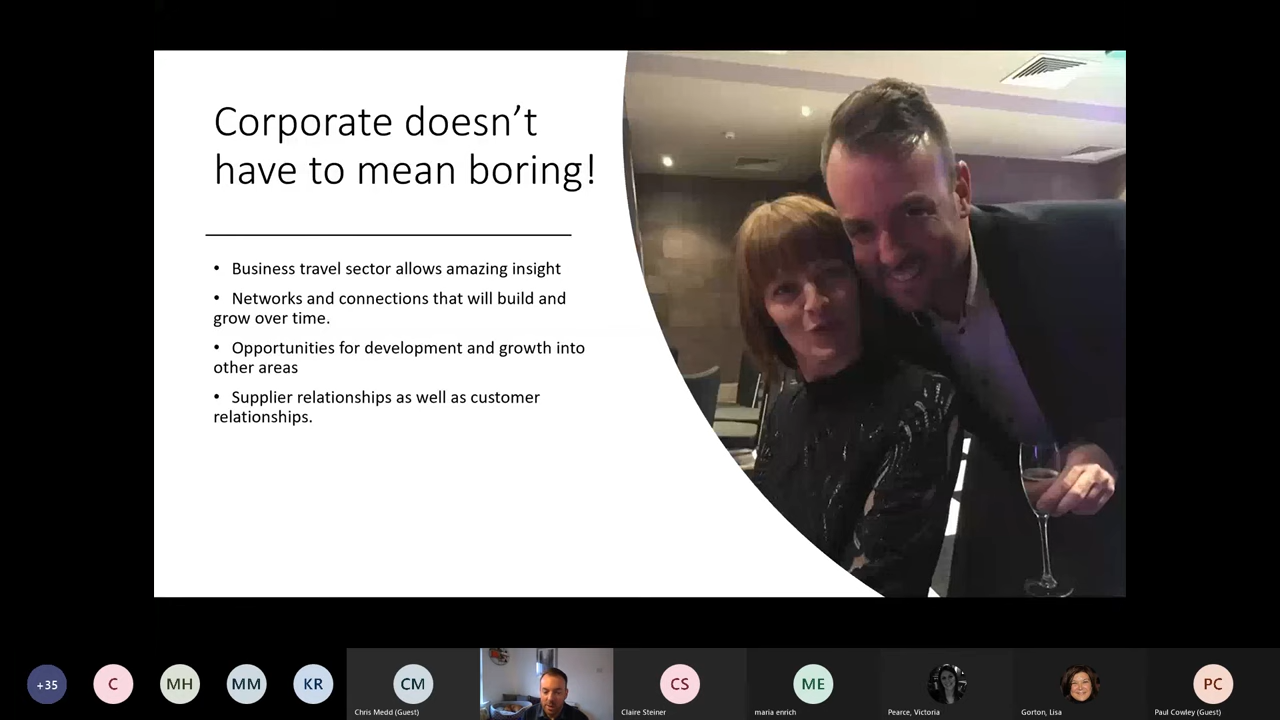 Corporate doesn’t
have to mean boring!
• Business travel sector allows amazing insight
• Networks and connections that will build and
grow over time.
• Opportunities for development and growth into
other areas
• Supplier relationships as well as customer
relationships.
+35
C
MH
MM
KR
CM
CS
ME
PC
Chris Medd (Guest)
Claire Steiner
maria enrich
Pearce, Victoria
Gorton, Lisa
Paul Cowley (Guest)